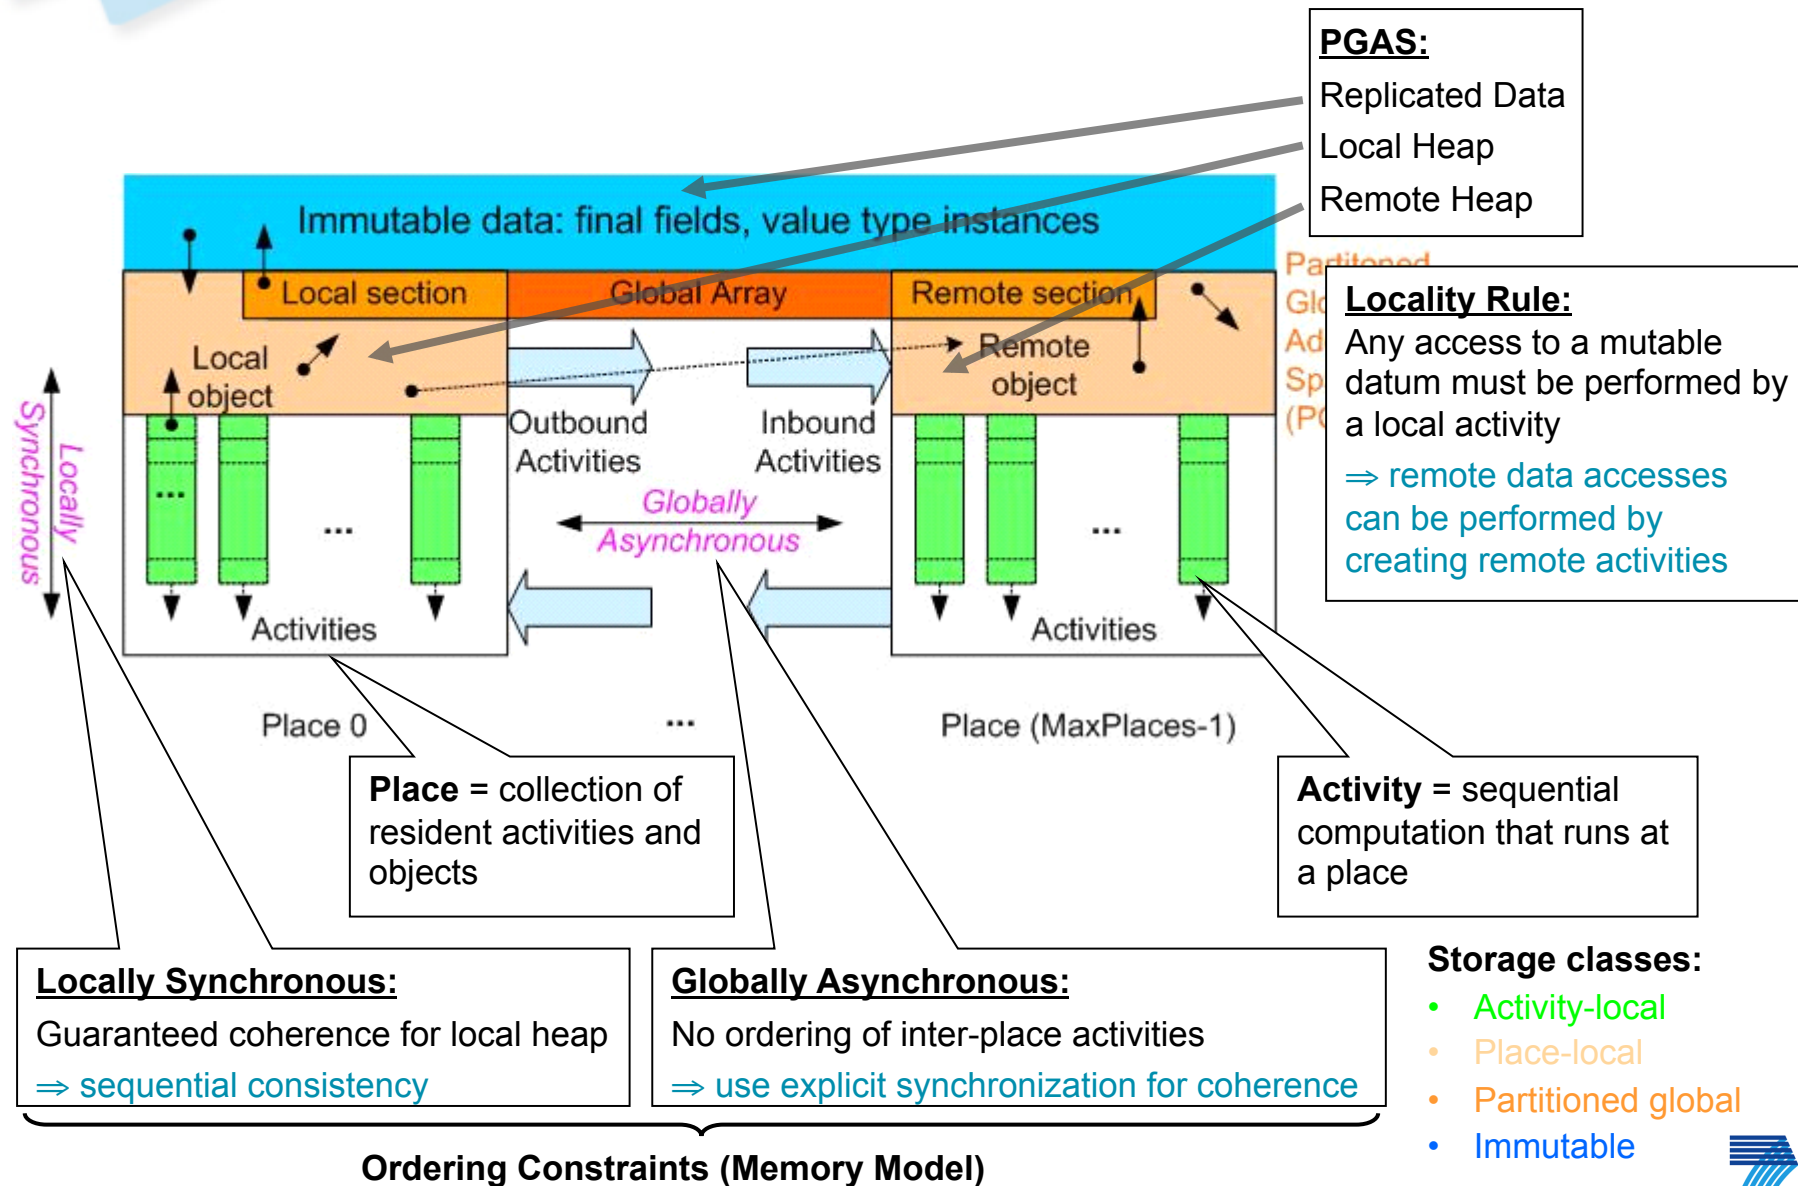 PGAS:
Replicated Data
Local Heap
Remote Heap
Immutable data: final fields, value type instances
Local section
Global Array
Remote section
Partitoned
Locality Rule:
Any access to a mutable
datum must be performed by
a local activity
⇒ remote data accesses
can be performed by
creating remote activities
Local
object
Remote
object
Outbound
Activities
Inbound
Activities
Locally
Synchronous
Globally
Asynchronous
...
...
...
Activities
Activities
Place 0
...
Place (MaxPlaces-1)
Place = collection of
resident activities and
objects
Activity = sequential
computation that runs at
a place
Locally Synchronous:
Guaranteed coherence for local heap
⇒ sequential consistency
Globally Asynchronous:
No ordering of inter-place activities
⇒ use explicit synchronization for coherence
Ordering Constraints (Memory Model)
Storage classes:
• Activity-local
• Place-local
• Partitioned global
• Immutable